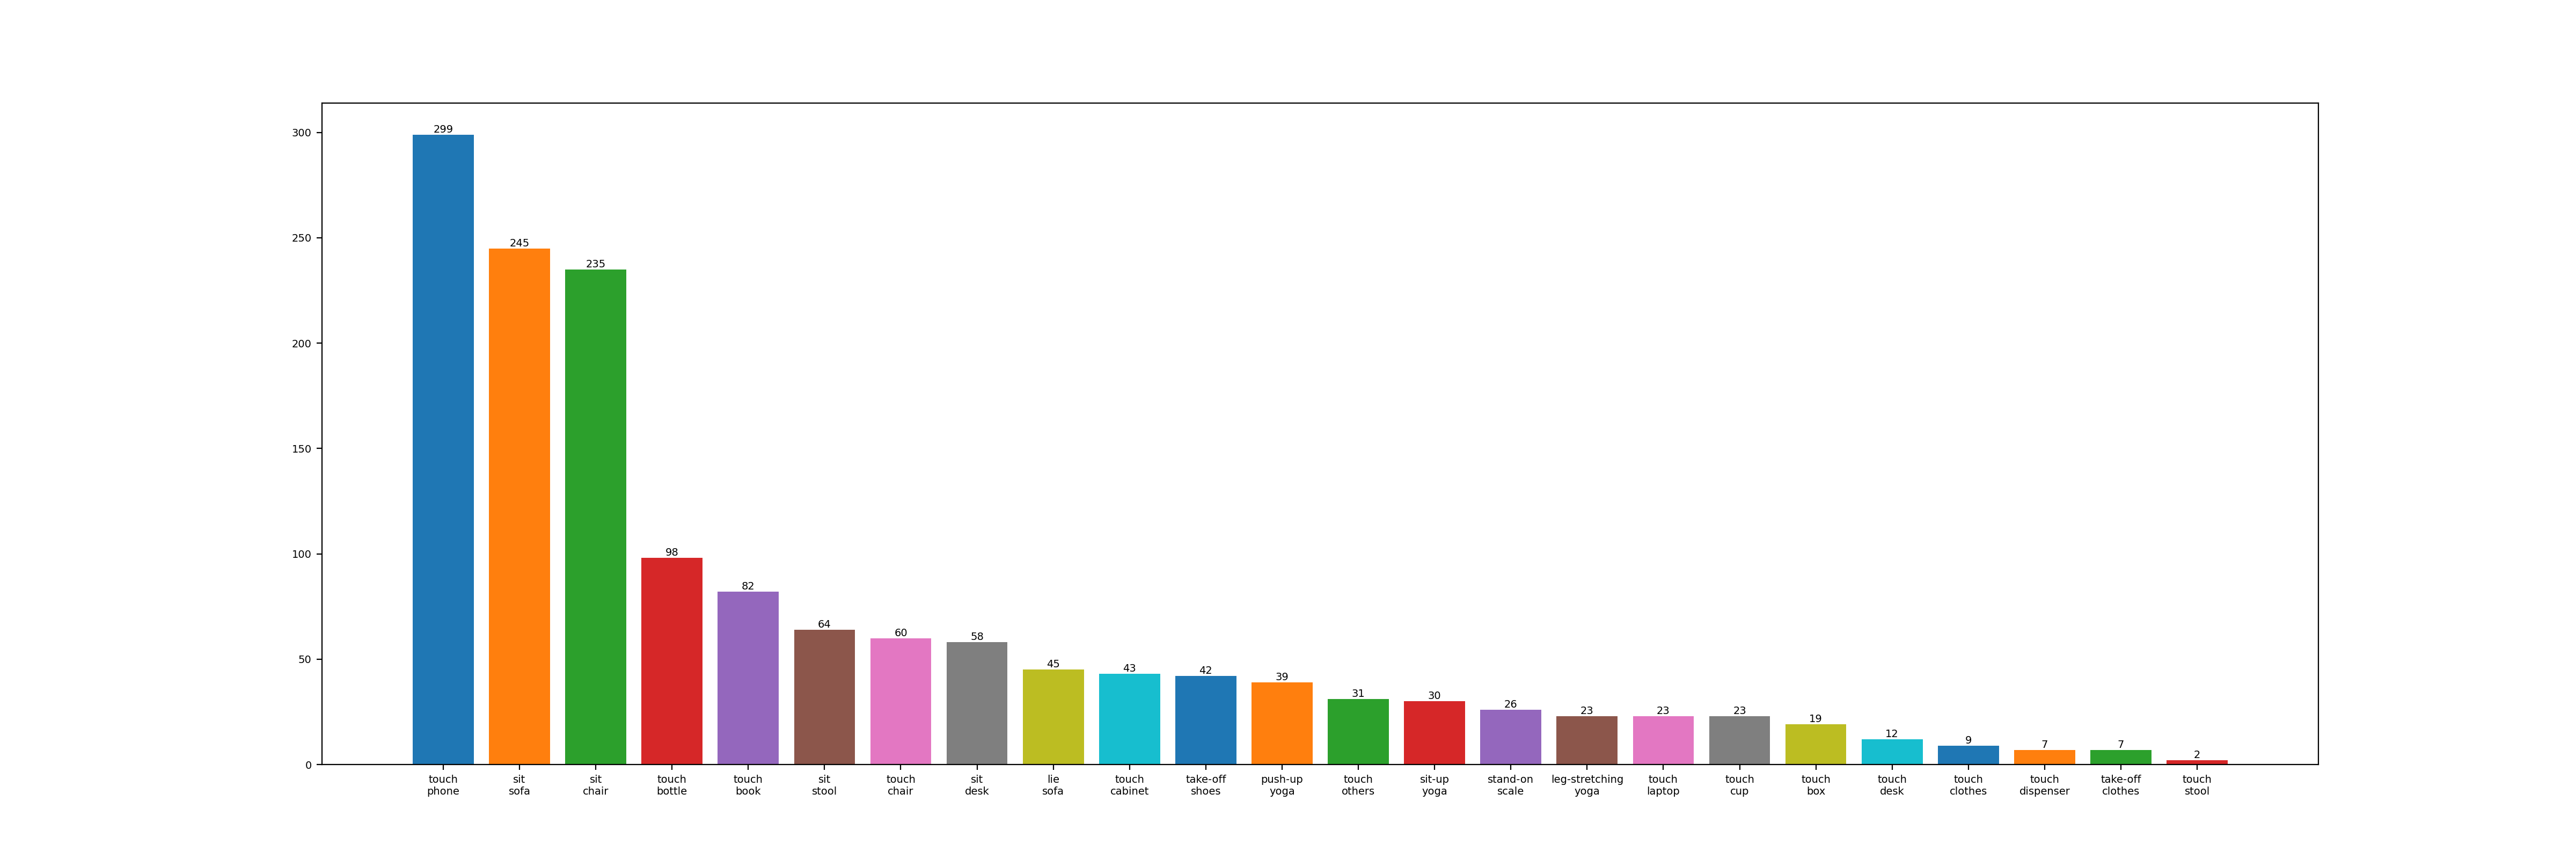 300
250
200
150
100
50
0
299
245
235
98
82
64
60
58
45
43
42
39
31
30
26
23
23
23
19
12
9
7
7
2
touch phone
sit sofa
sit chair
touch bottle
touch book
sit stool
touch chair
sit desk
lie sofa
touch cabinet
take-off shoes
push-up yoga
touch others
sit-up yoga
stand-on scale
leg-stretching yoga
touch laptop
touch cup
touch box
touch desk
touch clothes
touch dispenser
take-off clothes
touch stool